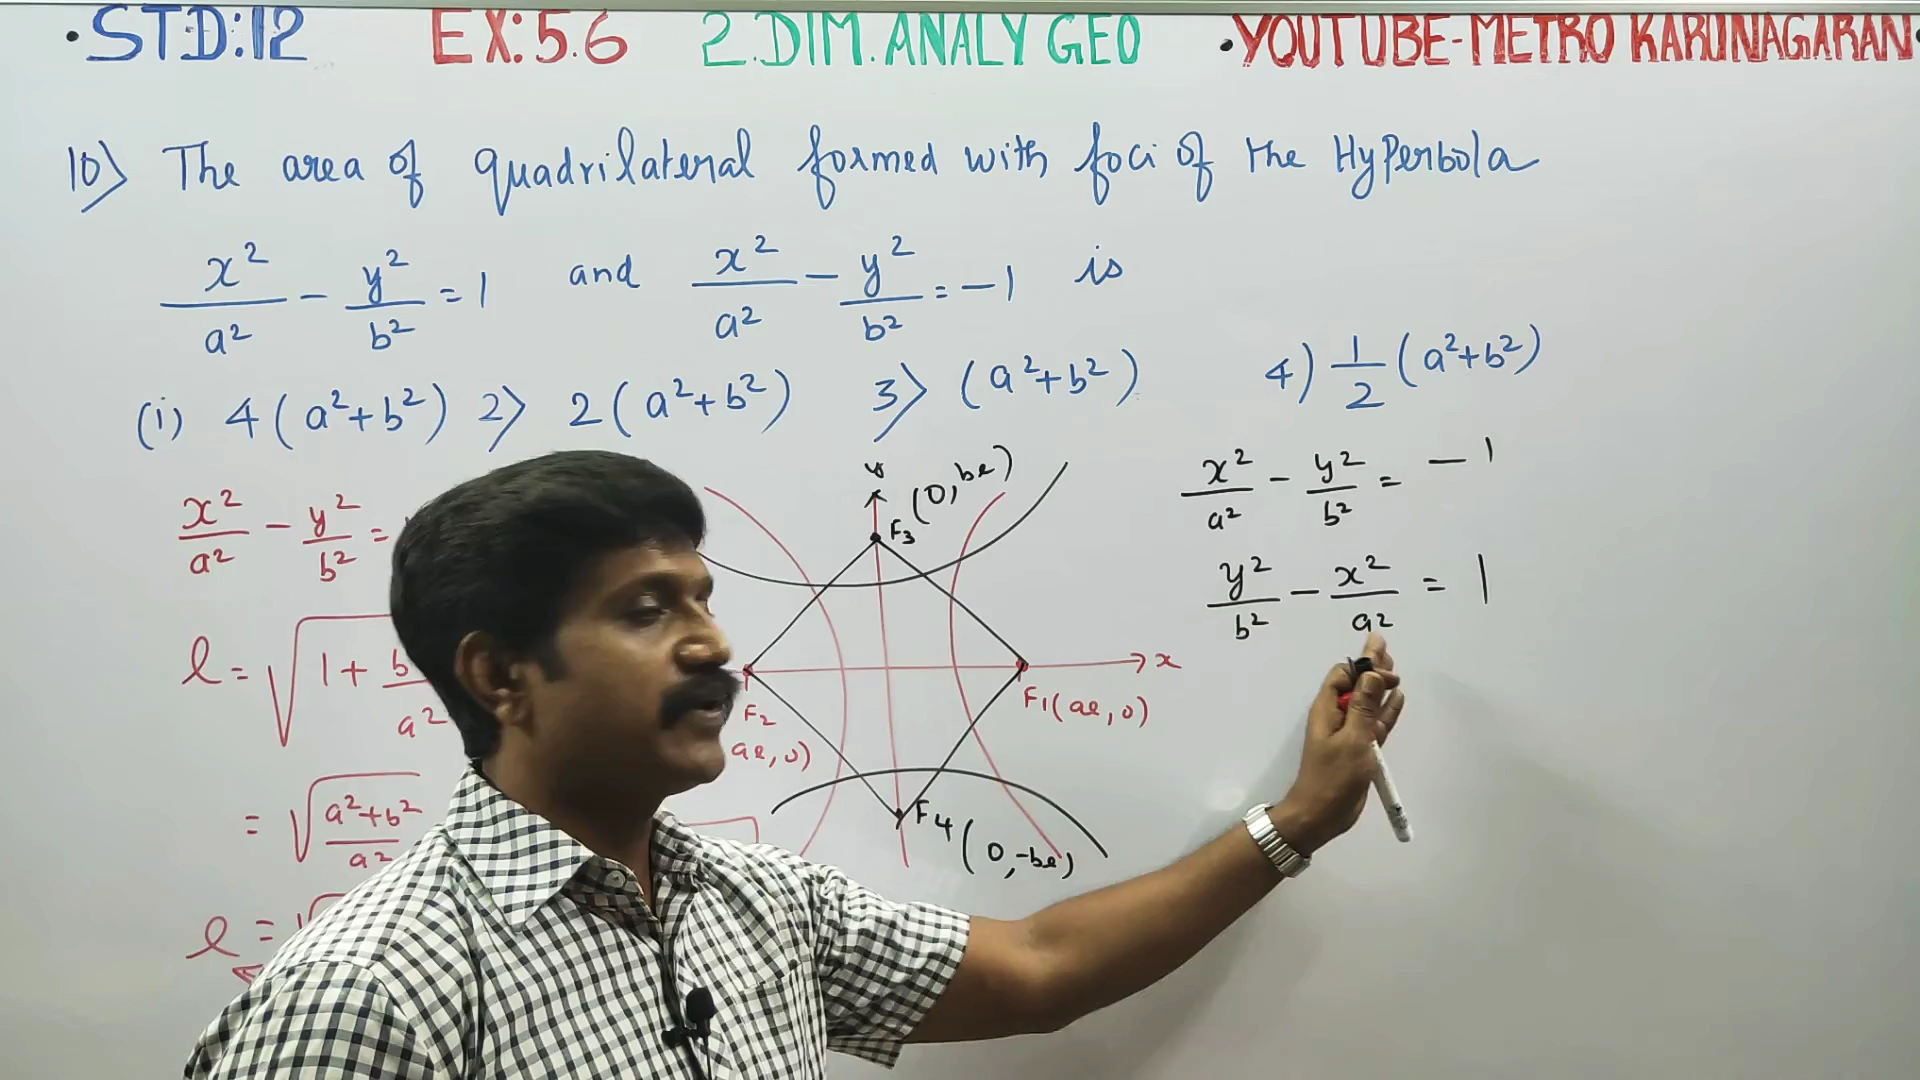 • STD:12 EX:5.6 2.DIM.ANALY GEO • YOUTUBE-METRO KARUNAGARAN •
10) The area of quadrilateral formed with foci of the Hyperbola
x²/a² - y²/b² = 1 and x²/a² - y²/b² = -1 is
(i) 4(a²+b²) 2) 2(a²+b²) 3) (a²+b²) 4) 1/2 (a²+b²)
x²/a² - y²/b² =
e = √1+ b/a²
= √a²+b²/a²
e = √
y
(0, be)
F3
x
F1(ae, 0)
F2
ae, 0)
F4
(0, -be)
x²/a² - y²/b² = -1
y²/b² - x²/a² = 1